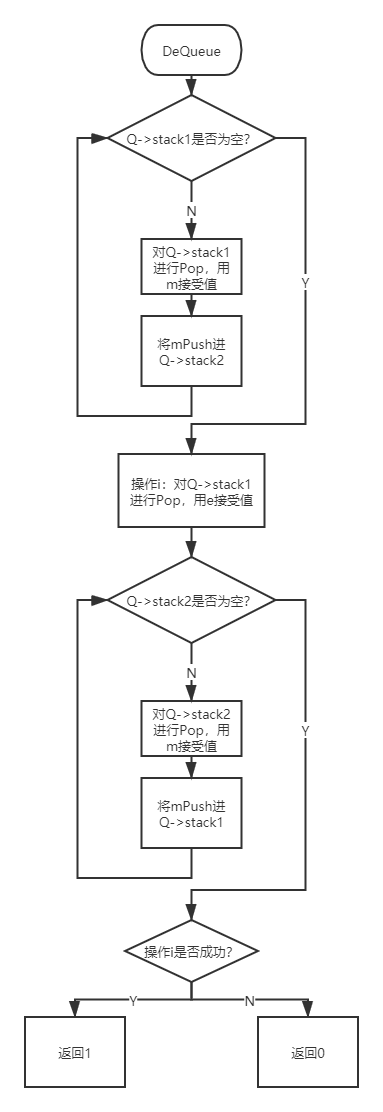 DeQueue
Q->stack1是否为空?
N
Y
对Q->stack1
进行Pop，用
m接受值
将mPush进
Q->stack2
操作i：对Q->stack1
进行Pop，用e接受值
Q->stack2是否为空?
N
Y
对Q->stack2
进行Pop，用
m接受值
将mPush进
Q->stack1
操作i是否成功?
Y
N
返回1
返回0